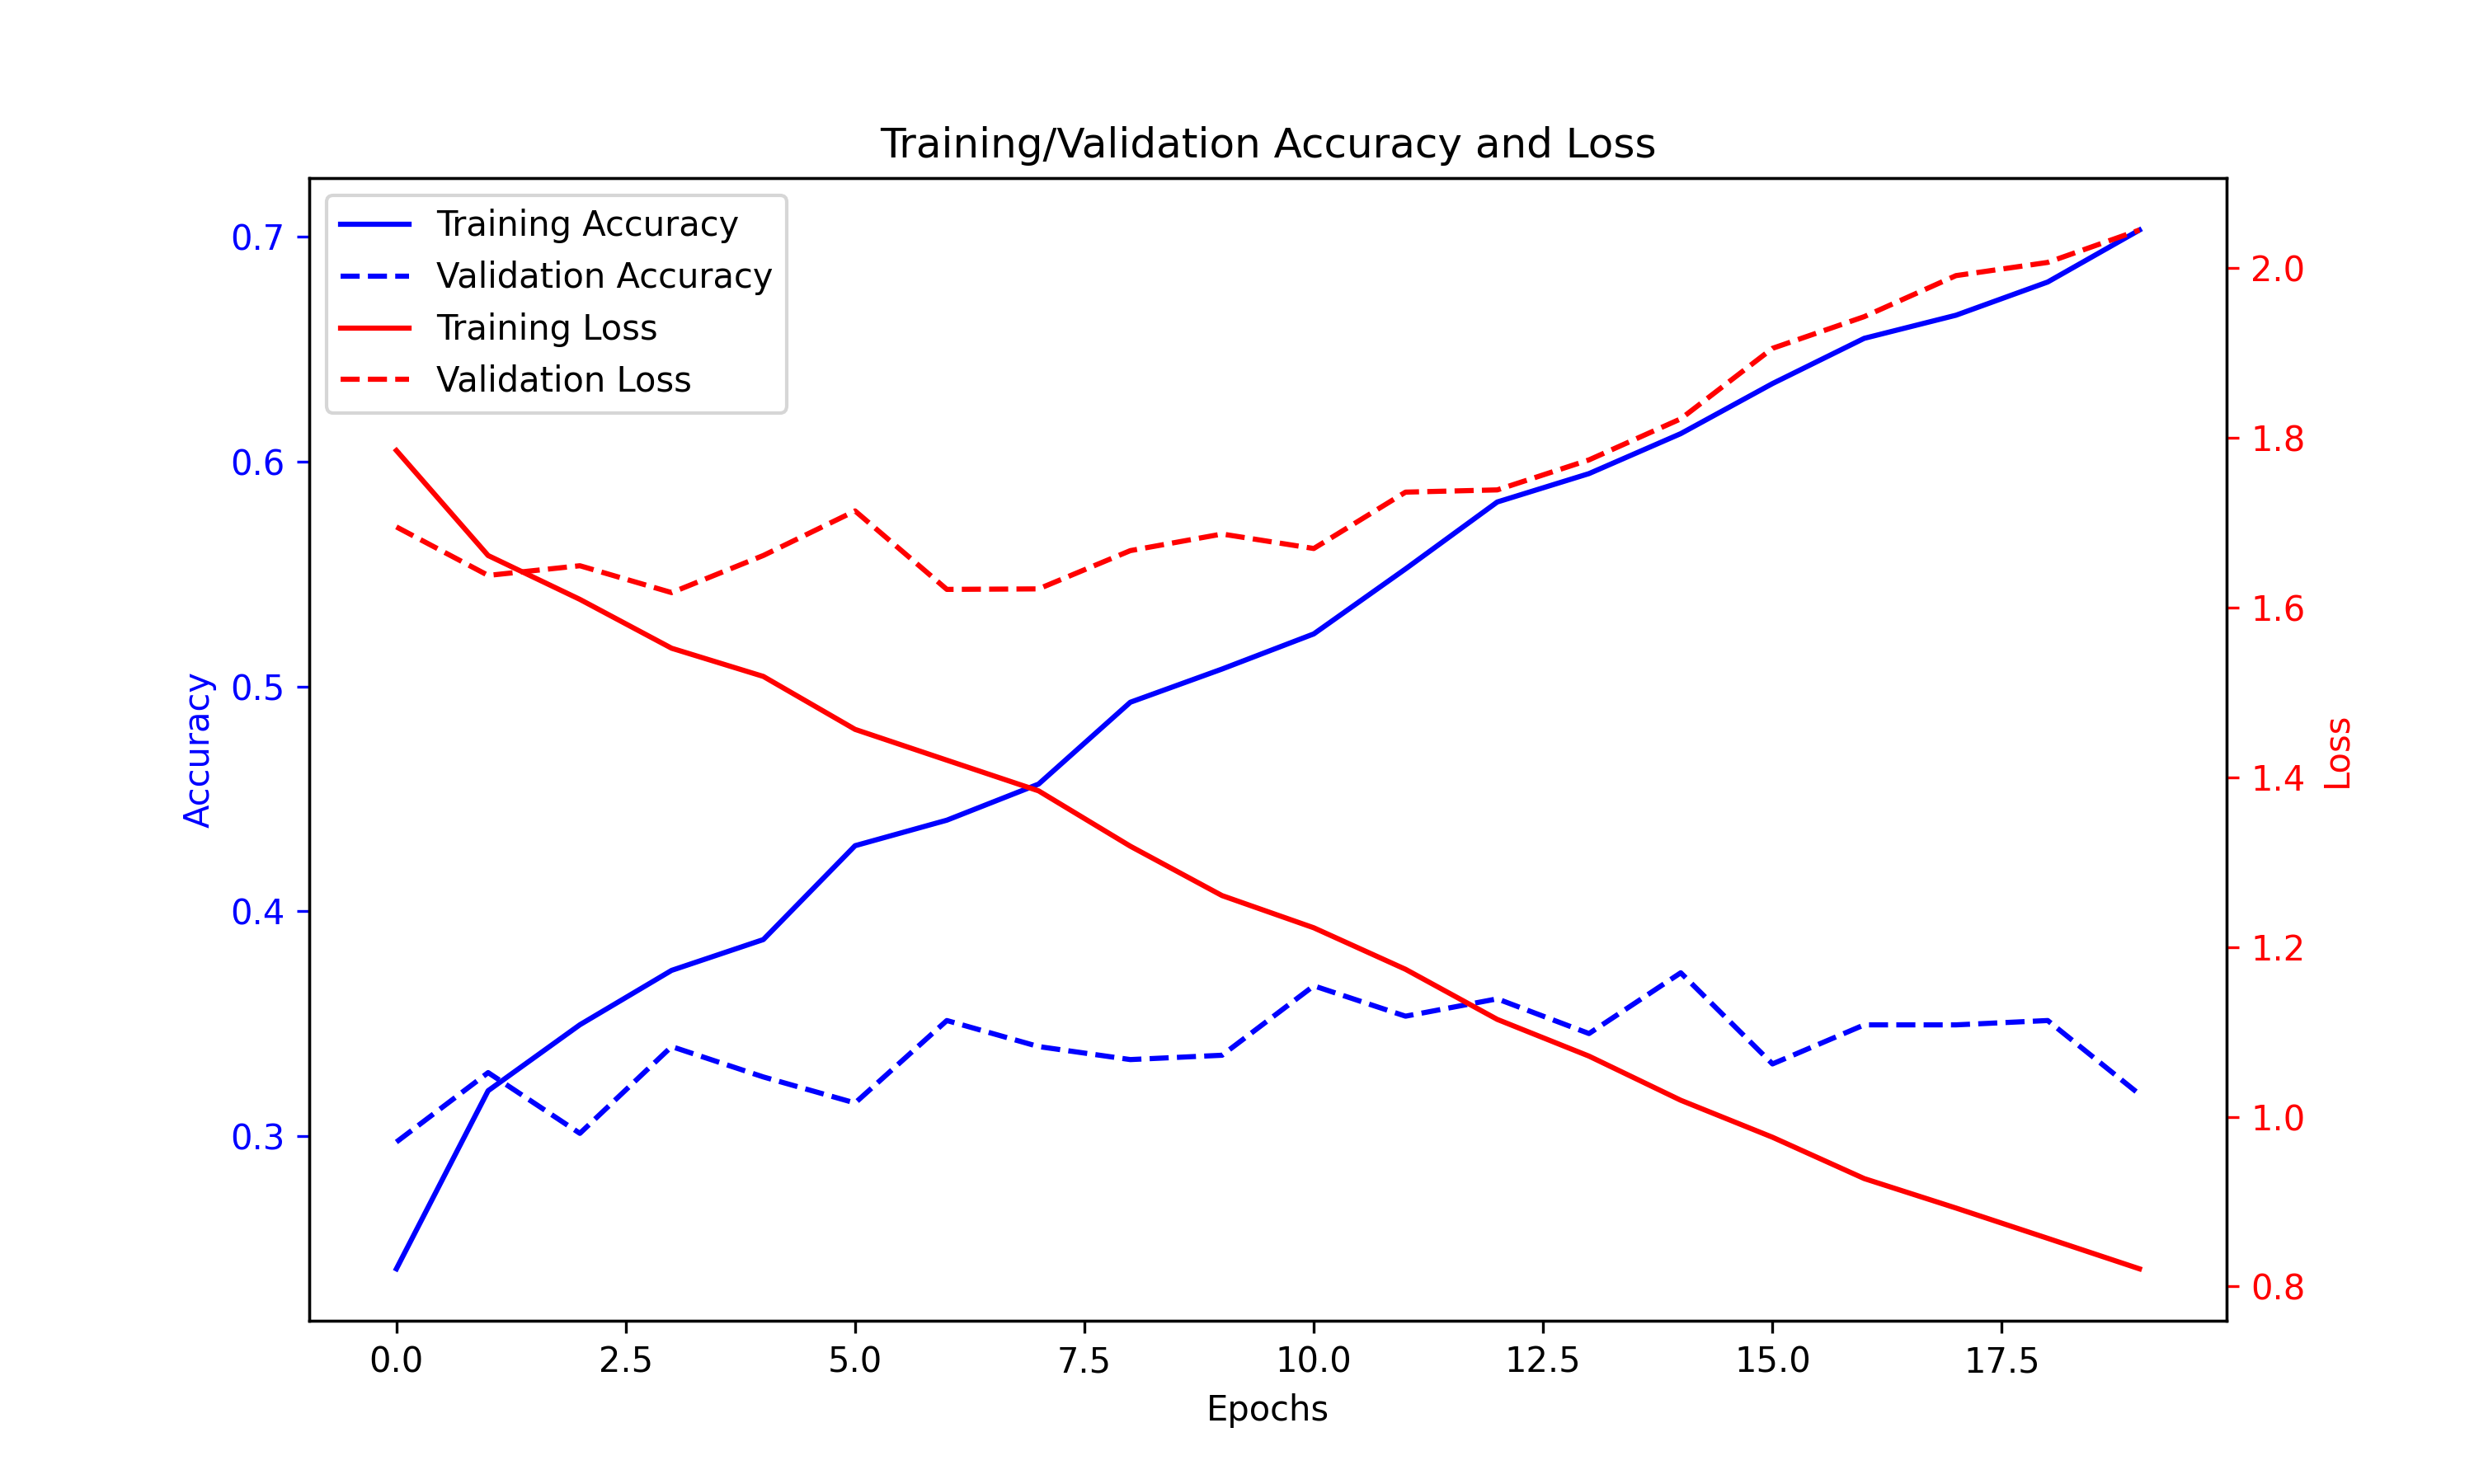 Training/Validation Accuracy and Loss
Training Accuracy
Validation Accuracy
Training Loss
Validation Loss
0.7
0.6
0.5
0.4
0.3
Accuracy
2.0
1.8
1.6
1.4
1.2
1.0
0.8
Loss
0.0 2.5 5.0 7.5 10.0 12.5 15.0 17.5
Epochs